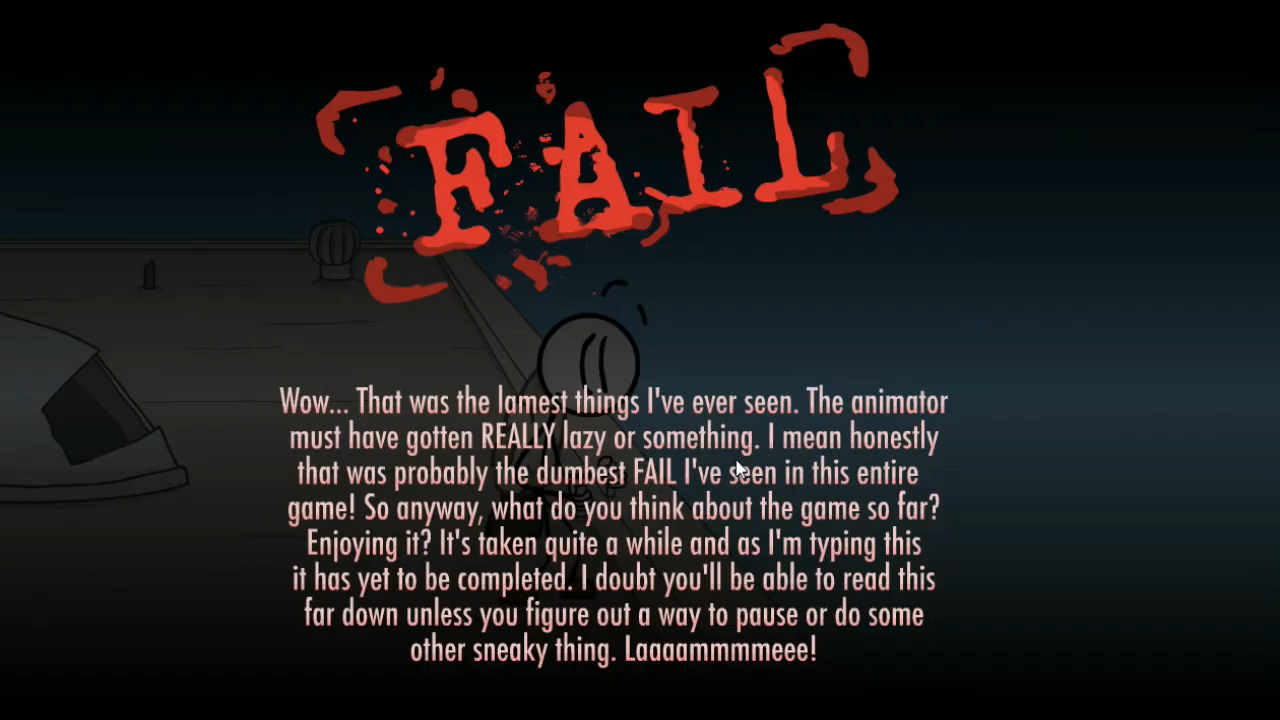 FAIL
Wow... That was the lamest things I've ever seen. The animator
must have gotten REALLY lazy or something. I mean honestly
that was probably the dumbest FAIL I've seen in this entire
game! So anyway, what do you think about the game so far?
Enjoying it? It's taken quite a while and as I'm typing this
it has yet to be completed. I doubt you'll be able to read this
far down unless you figure out a way to pause or do some
other sneaky thing. Laaaammmmeee!